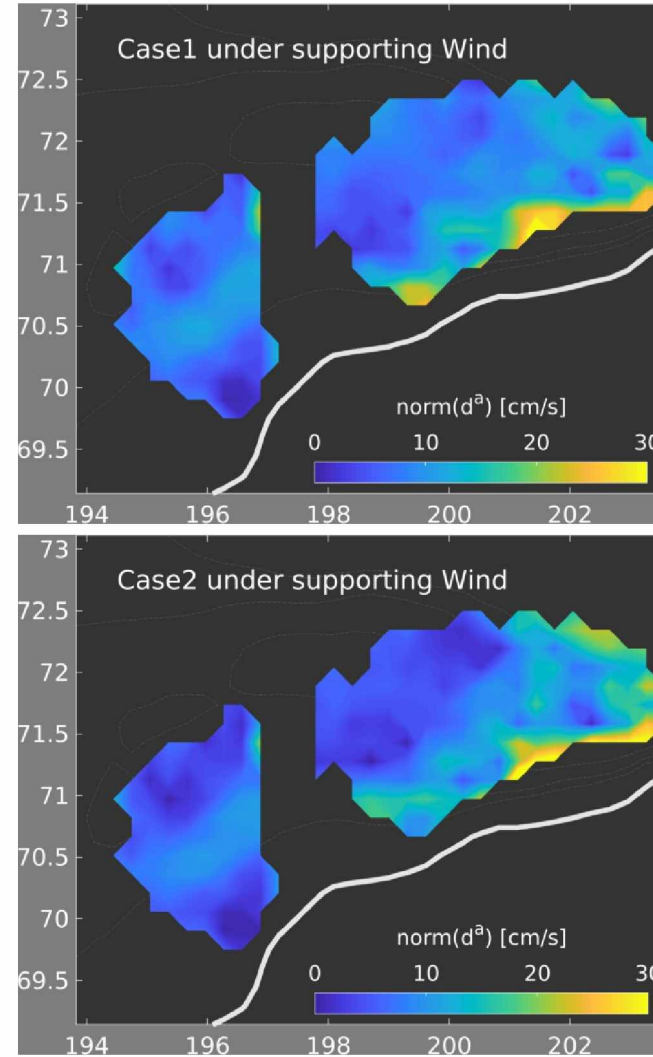 73
Case1 under supporting Wind
72.5
72
71.5
71
70.5
70
norm(d^a) [cm/s]
0 10 20 30
69.5
194 196 198 200 202
73
Case2 under supporting Wind
72.5
72
71.5
71
70.5
70
norm(d^a) [cm/s]
0 10 20 30
69.5
194 196 198 200 202